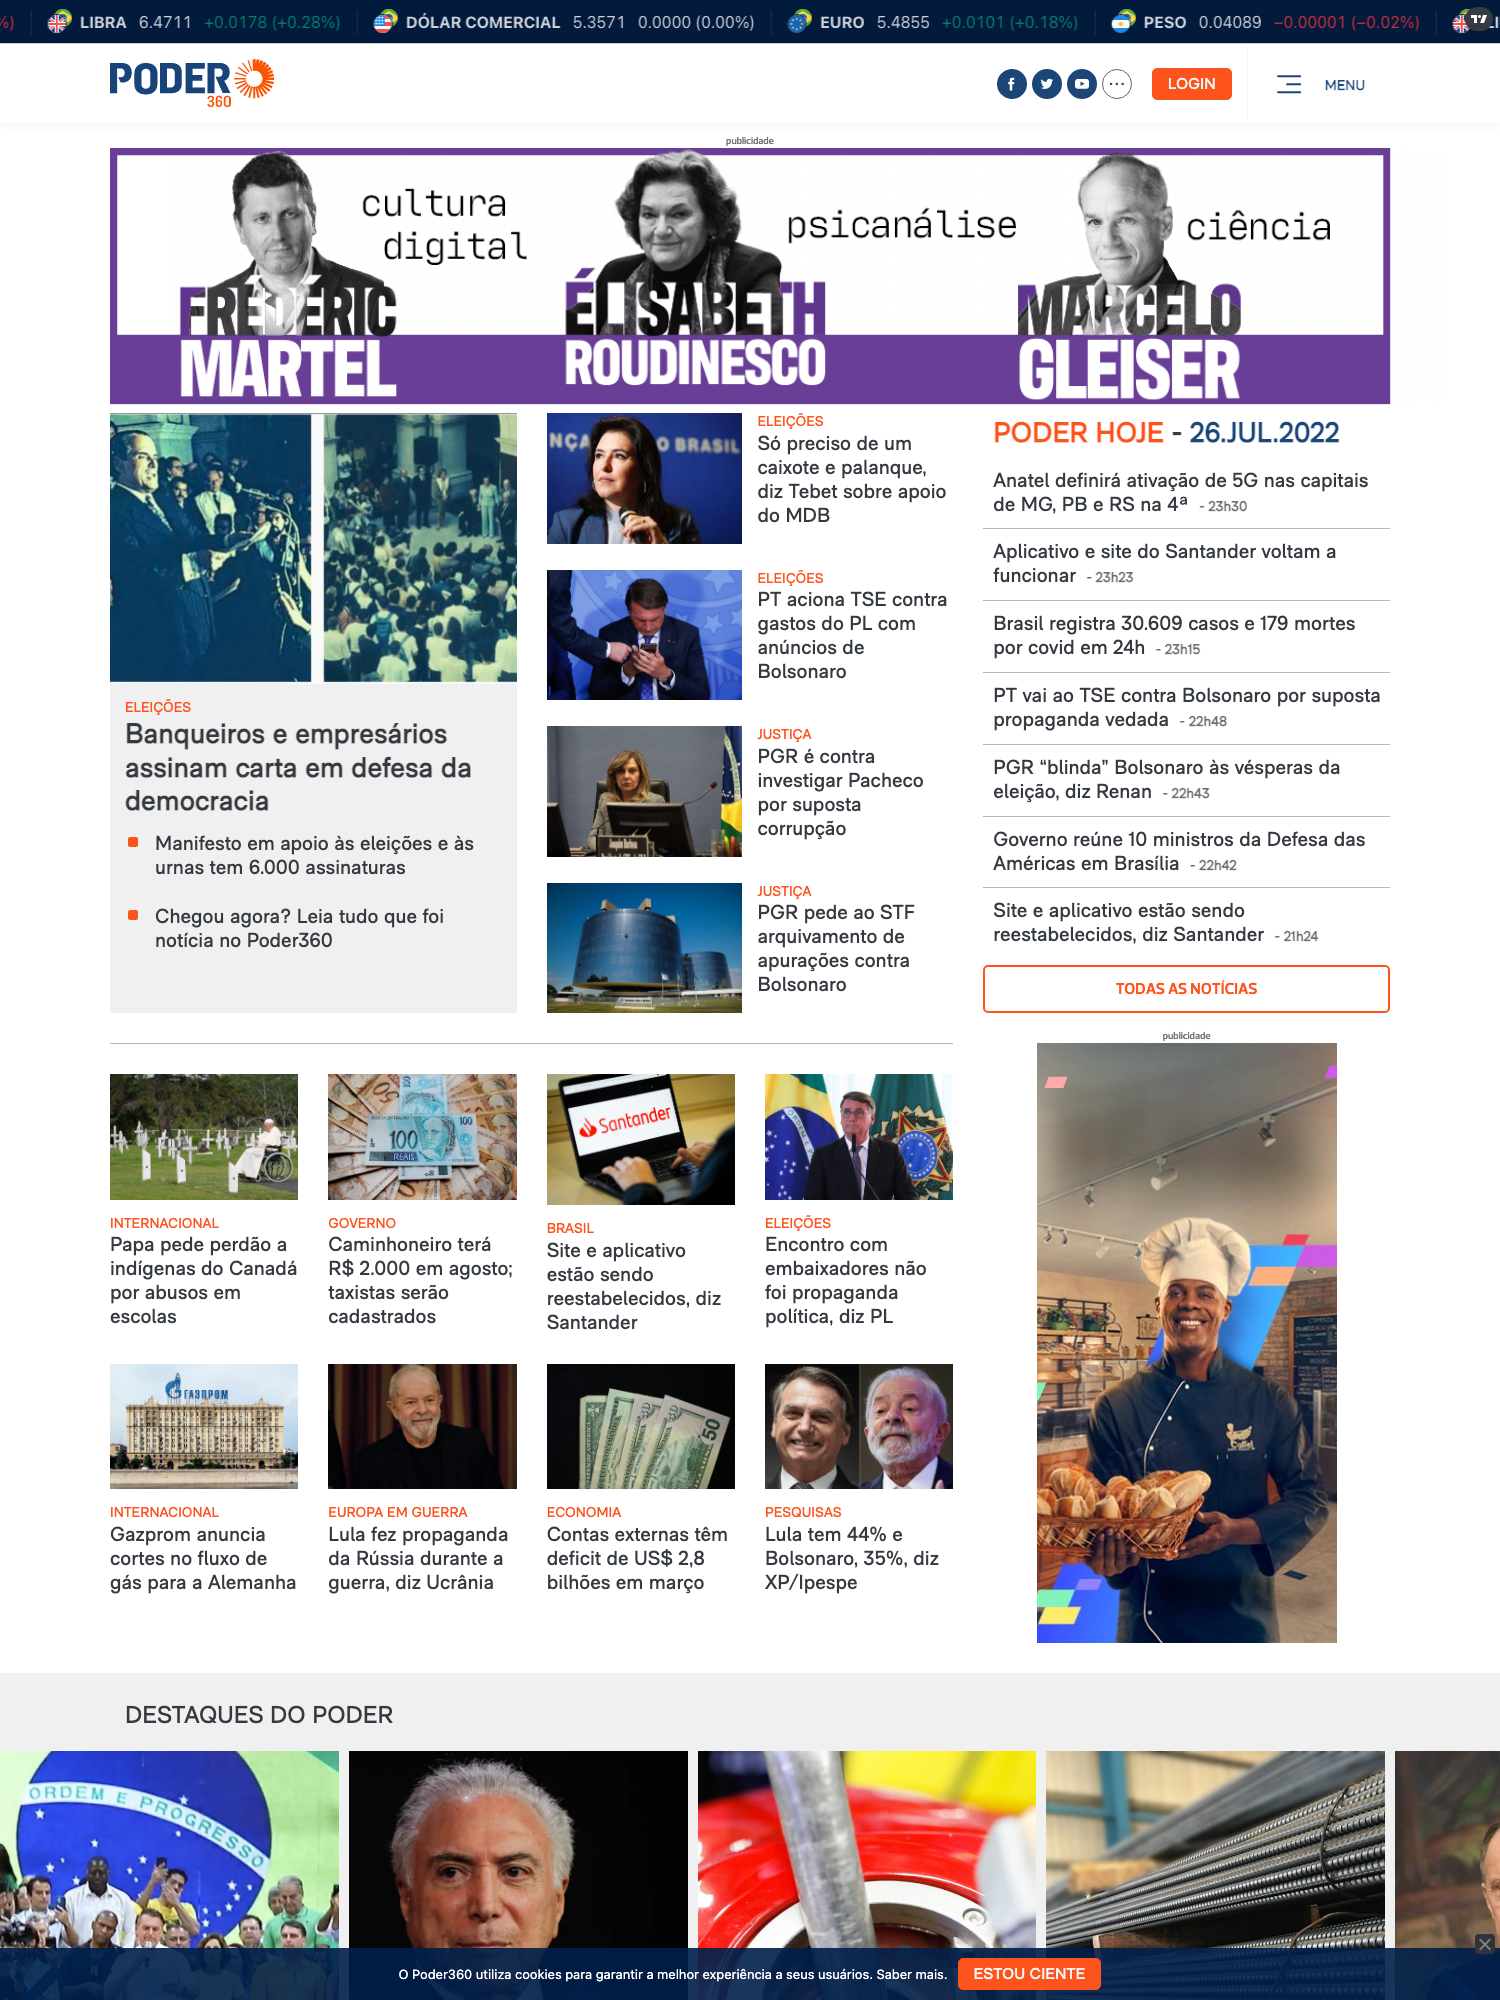 LIBRA 6.4711 +0.0178 (+0.28%) DÓLAR COMERCIAL 5.3571 0.0000 (0.00%) EURO 5.4855 +0.0101 (+0.18%) PESO 0.04089 −0.00001 (−0.02%)
PODER
360
LOGIN
MENU
publicidade
cultura
digital
FRÉDÉRIC
MARTEL
psicanálise
ÉLISABETH
ROUDINESCO
ciência
MARCELO
GLEISER
ELEIÇÕES
Banqueiros e empresários
assinam carta em defesa da
democracia
Manifesto em apoio às eleições e às
urnas tem 6.000 assinaturas
Chegou agora? Leia tudo que foi
notícia no Poder360
NÇA
O BRASIL
ELEIÇÕES
Só preciso de um
caixote e palanque,
diz Tebet sobre apoio
do MDB
ELEIÇÕES
PT aciona TSE contra
gastos do PL com
anúncios de
Bolsonaro
JUSTIÇA
PGR é contra
investigar Pacheco
por suposta
corrupção
JUSTIÇA
PGR pede ao STF
arquivamento de
apurações contra
Bolsonaro
PODER HOJE - 26.JUL.2022
Anatel definirá ativação de 5G nas capitais
de MG, PB e RS na 4ª - 23h30
Aplicativo e site do Santander voltam a
funcionar - 23h23
Brasil registra 30.609 casos e 179 mortes
por covid em 24h - 23h15
PT vai ao TSE contra Bolsonaro por suposta
propaganda vedada - 22h48
PGR “blinda” Bolsonaro às vésperas da
eleição, diz Renan - 22h43
Governo reúne 10 ministros da Defesa das
Américas em Brasília - 22h42
Site e aplicativo estão sendo
reestabelecidos, diz Santander - 21h24
TODAS AS NOTÍCIAS
publicidade
INTERNACIONAL
Papa pede perdão a
indígenas do Canadá
por abusos em
escolas
100
REAIS
100
GOVERNO
Caminhoneiro terá
R$ 2.000 em agosto;
taxistas serão
cadastrados
Santander
BRASIL
Site e aplicativo
estão sendo
reestabelecidos, diz
Santander
ELEIÇÕES
Encontro com
embaixadores não
foi propaganda
política, diz PL
ГАЗПРОМ
INTERNACIONAL
Gazprom anuncia
cortes no fluxo de
gás para a Alemanha
EUROPA EM GUERRA
Lula fez propaganda
da Rússia durante a
guerra, diz Ucrânia
50
ECONOMIA
Contas externas têm
deficit de US$ 2,8
bilhões em março
PESQUISAS
Lula tem 44% e
Bolsonaro, 35%, diz
XP/Ipespe
DESTAQUES DO PODER
ORDEM E PROGRESSO
O Poder360 utiliza cookies para garantir a melhor experiência a seus usuários. Saber mais.
ESTOU CIENTE